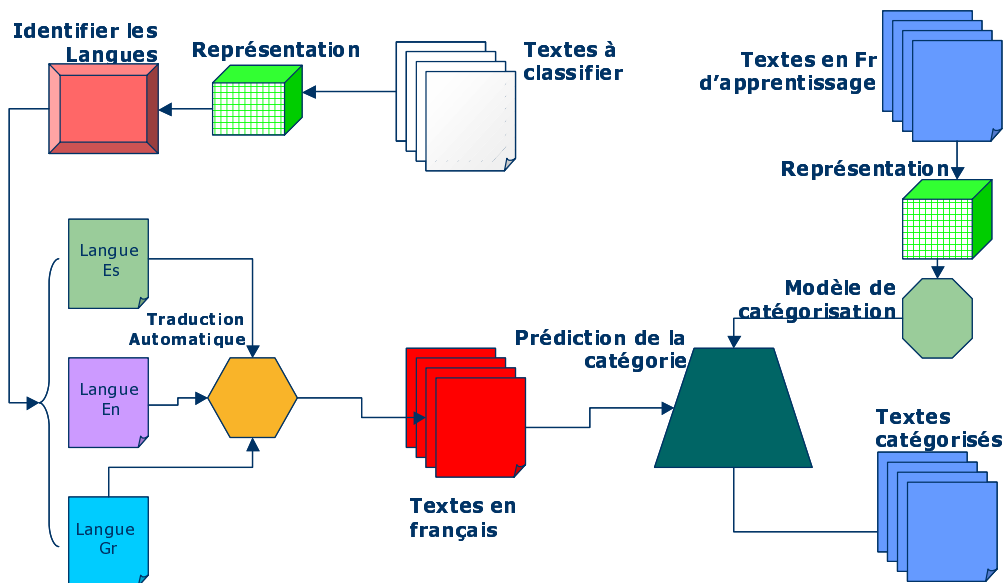 Identifier les
Langues
Représentation
Textes à
classifier
Textes en Fr
d’apprentissage
Représentation
Langue
Es
Modèle de
catégorisation
Traduction
Automatique
Prédiction de la
catégorie
Langue
En
Textes
catégorisés
Textes en
français
Langue
Gr